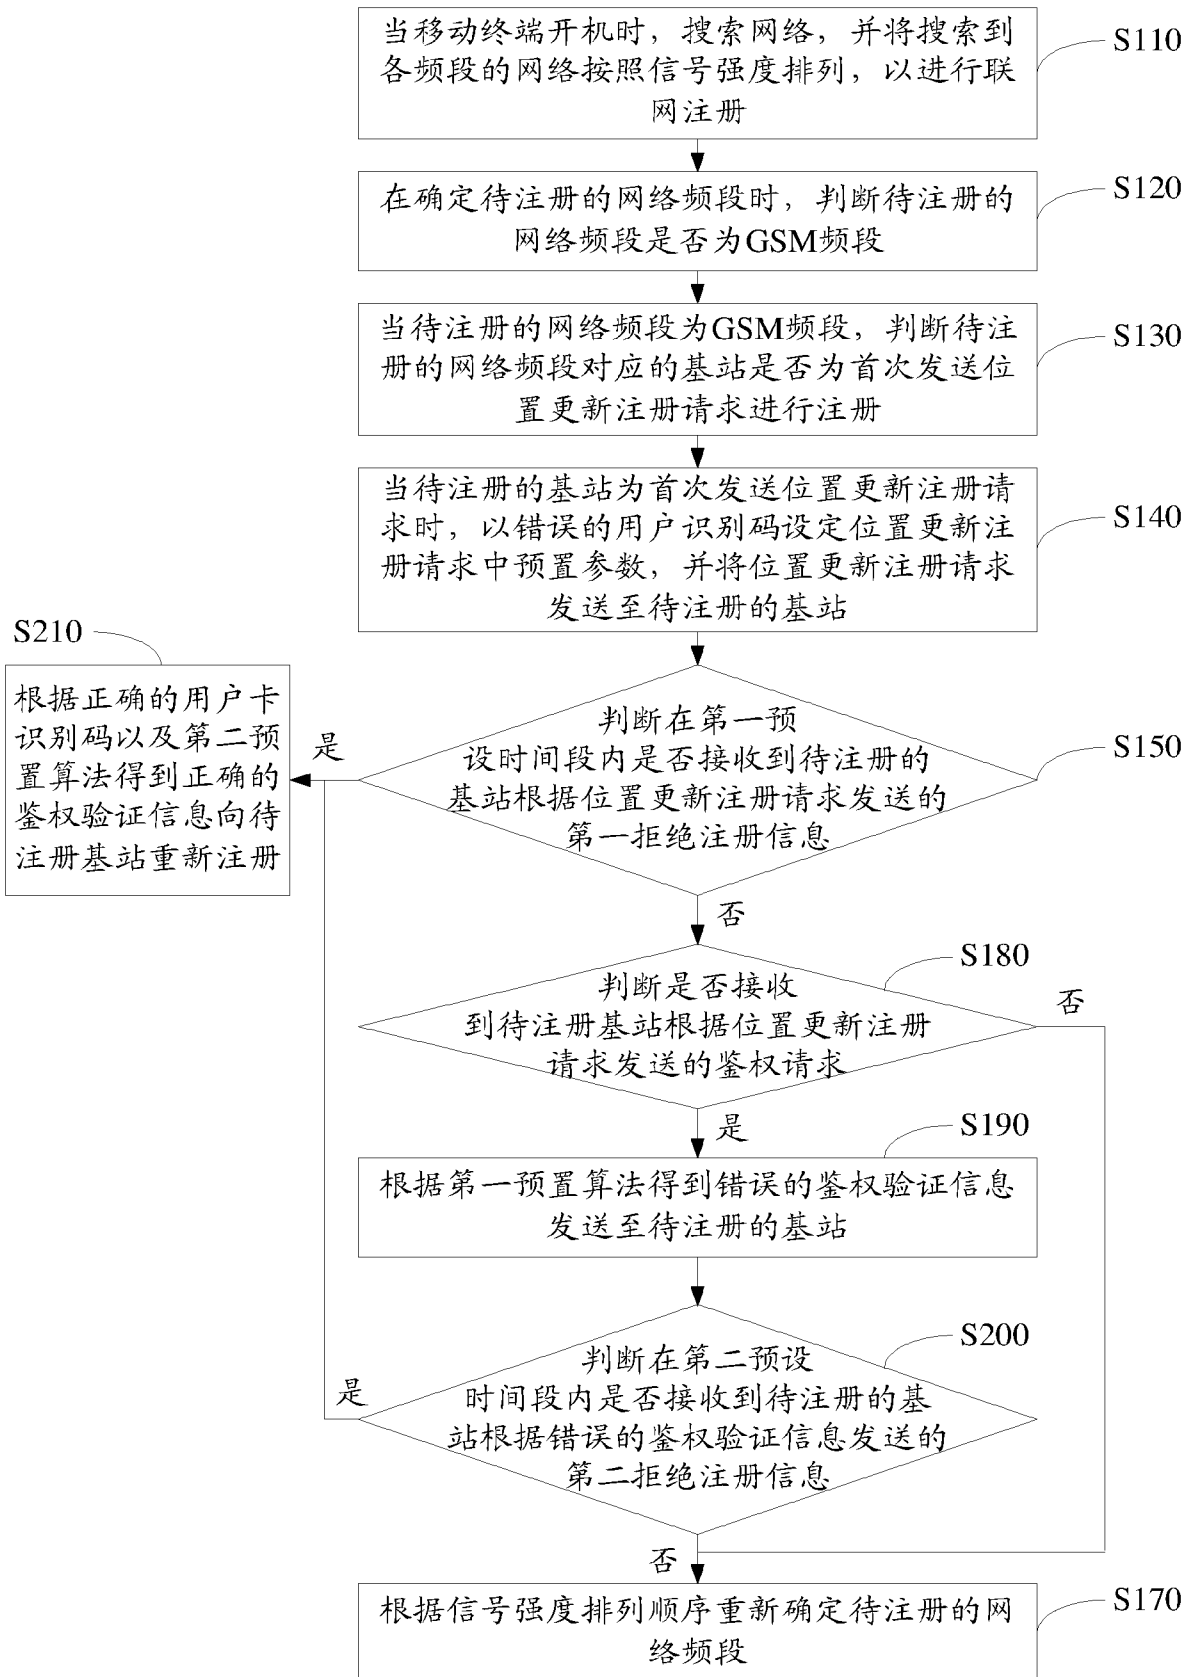 当移动终端开机时，搜索网络，并将搜索到
各频段的网络按照信号强度排列，以进行联
网注册
S110
在确定待注册的网络频段时，判断待注册的
网络频段是否为GSM频段
S120
当待注册的网络频段为GSM频段，判断待注
册的网络频段对应的基站是否为首次发送位
置更新注册请求进行注册
S130
当待注册的基站为首次发送位置更新注册请
求时，以错误的用户识别码设定位置更新注
册请求中预置参数，并将位置更新注册请求
发送至待注册的基站
S140
S210
根据正确的用户卡
识别码以及第二预
置算法得到正确的
鉴权验证信息向待
注册基站重新注册
是
判断在第一预
设时间段内是否接收到待注册的
基站根据位置更新注册请求发送的
第一拒绝注册信息
S150
否
判断是否接收
到待注册基站根据位置更新注册
请求发送的鉴权请求
S180
否
是
根据第一预置算法得到错误的鉴权验证信息
发送至待注册的基站
S190
判断在第二预设
时间段内是否接收到待注册的基
站根据错误的鉴权验证信息发送的
第二拒绝注册信息
S200
是
否
根据信号强度排列顺序重新确定待注册的网
络频段
S170